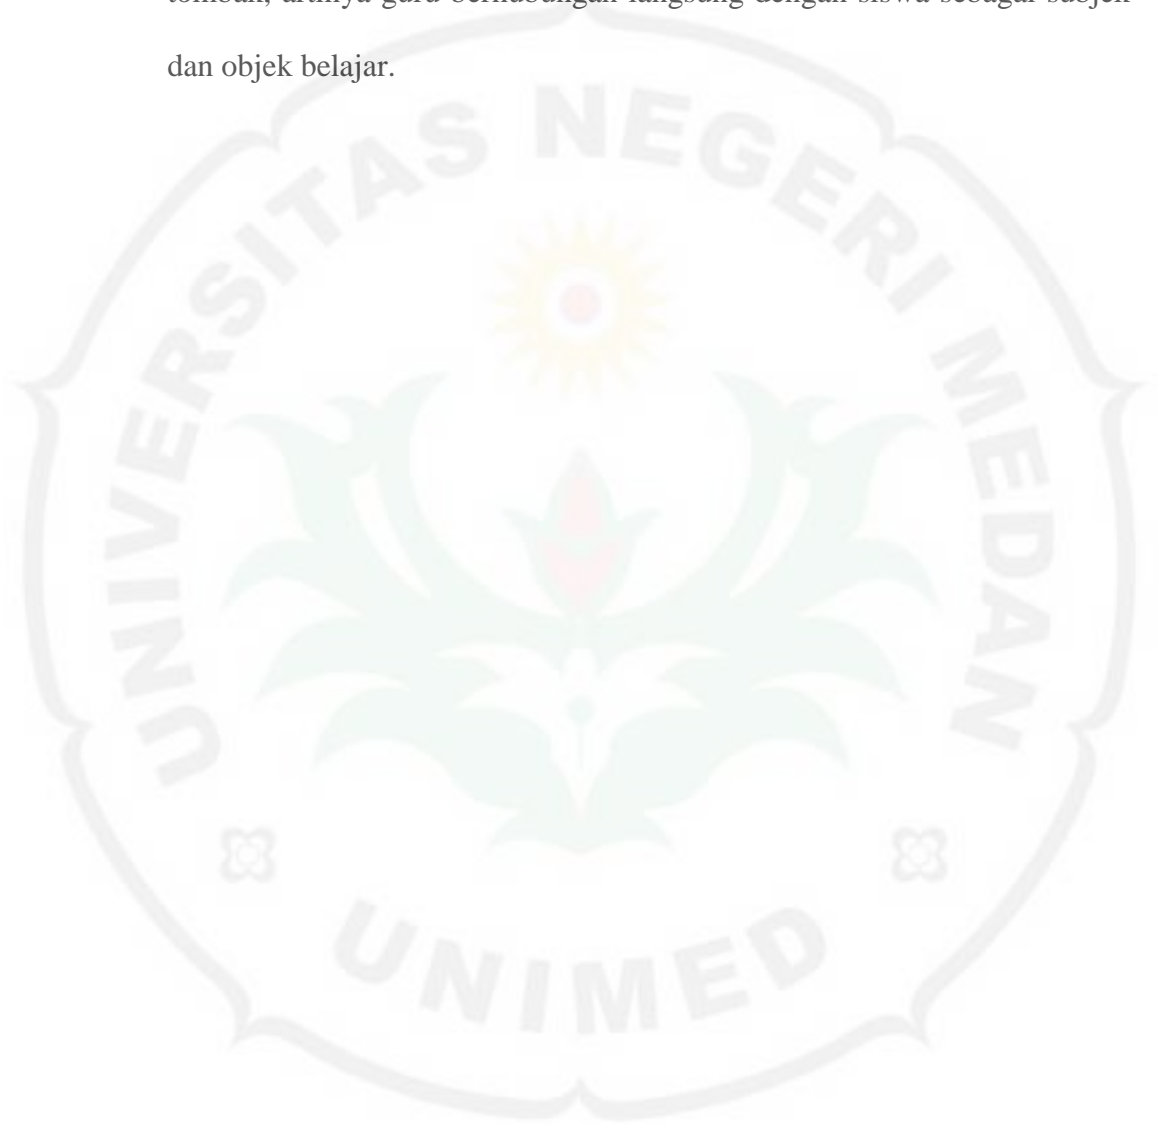 tombak, artinya guru berhubungan langsung dengan siswa sebagai subjek
dan objek belajar.
UNIVERSITAS NEGERI MEDAN
UNIMED